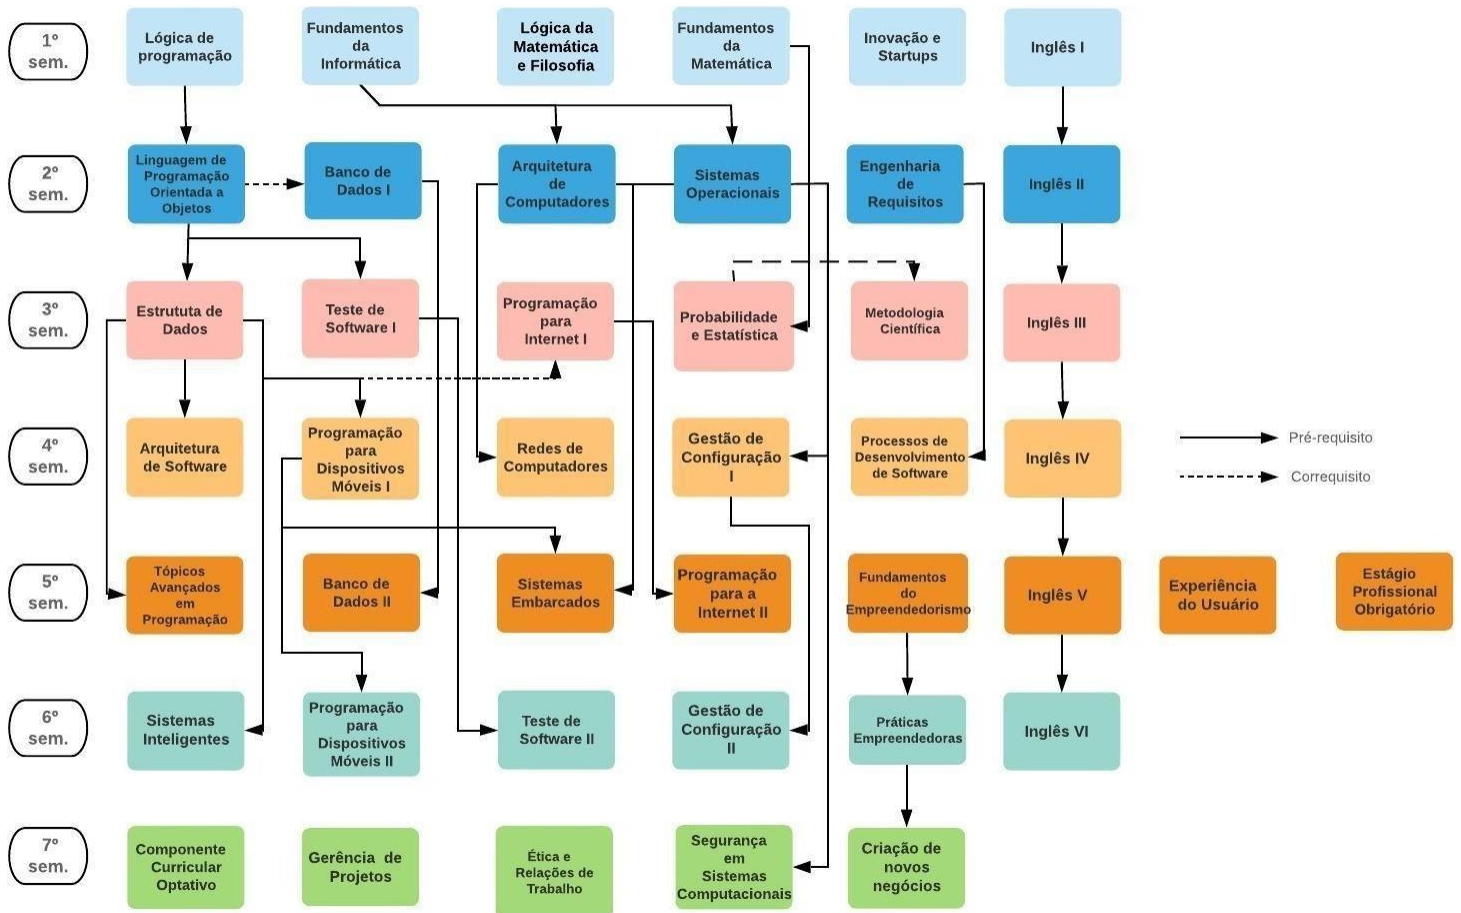 1º
sem.
Lógica de
programação
Fundamentos
da
Informática
Lógica da
Matemática
e Filosofia
Fundamentos
da
Matemática
Inovação e
Startups
Inglês I
2º
sem.
Linguagem de
Programação
Orientada a
Objetos
Banco de
Dados I
Arquitetura
de
Computadores
Sistemas
Operacionais
Engenharia
de
Requisitos
Inglês II
3º
sem.
Estrututa de
Dados
Teste de
Software I
Programação
para
Internet I
Probabilidade
e Estatística
Metodologia
Científica
Inglês III
4º
sem.
Arquitetura
de Software
Programação
para
Dispositivos
Móveis I
Redes de
Computadores
Gestão de
Configuração
I
Processos de
Desenvolvimento
de Software
Inglês IV
Pré-requisito
Correquisito
5º
sem.
Tópicos
Avançados
em
Programação
Banco de
Dados II
Sistemas
Embarcados
Programação
para a
Internet II
Fundamentos
do
Empreendedorismo
Inglês V
Experiência
do Usuário
Estágio
Profissional
Obrigatório
6º
sem.
Sistemas
Inteligentes
Programação
para
Dispositivos
Móveis II
Teste de
Software II
Gestão de
Configuração
II
Práticas
Empreendedoras
Inglês VI
7º
sem.
Componente
Curricular
Optativo
Gerência de
Projetos
Ética e
Relações de
Trabalho
Segurança
em
Sistemas
Computacionais
Criação de
novos
negócios